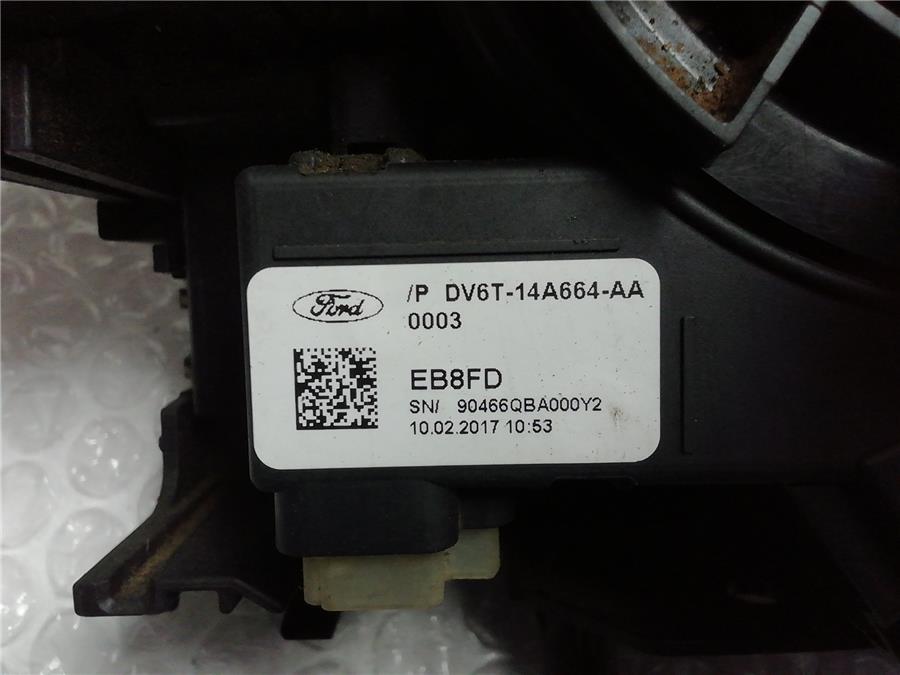 Ford
/P DV6T-14A664-AA
0003
EB8FD
SN/ 90466QBA000Y2
10.02.2017 10:53